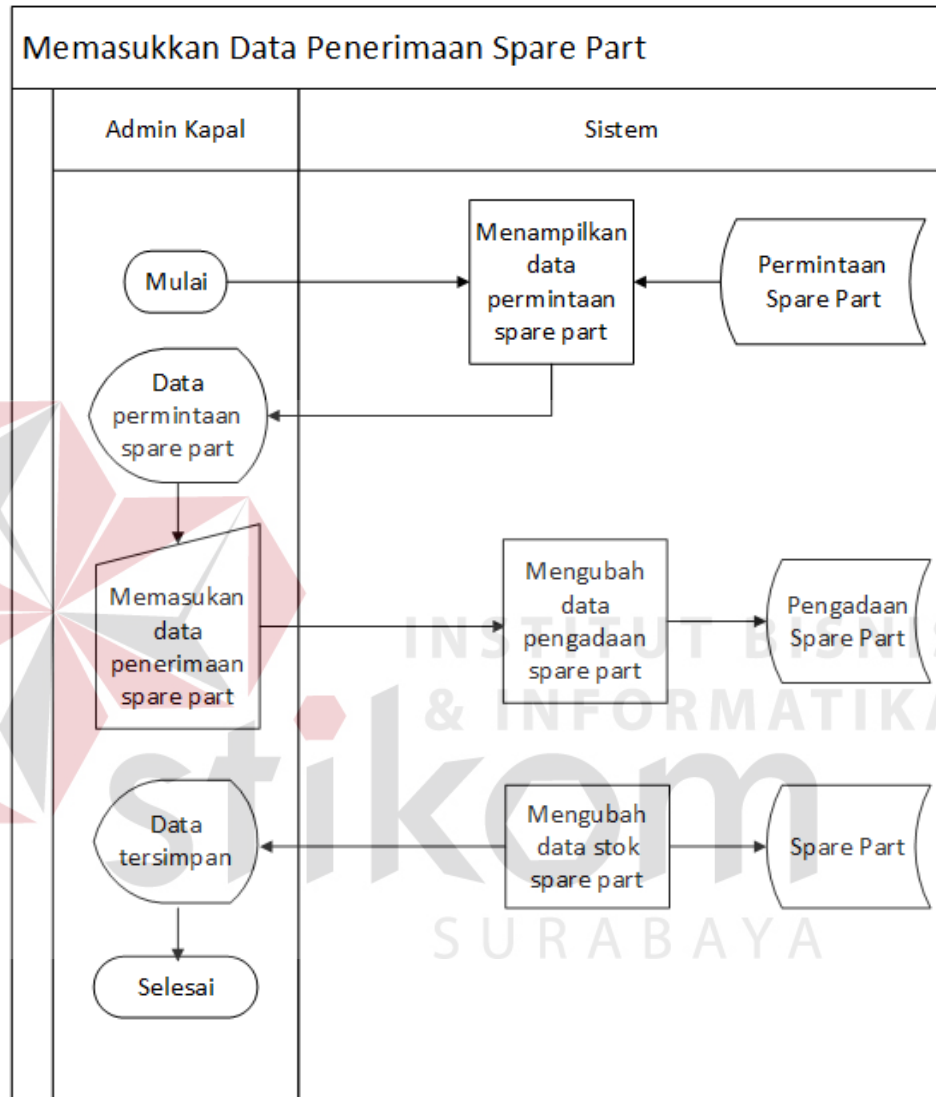 Memasukkan Data Penerimaan Spare Part
Admin Kapal
Sistem
Mulai
Menampilkan
data
permintaan
spare part
Permintaan
Spare Part
Data
permintaan
spare part
Memasukan
data
penerimaan
spare part
Mengubah
data
pengadaan
spare part
Pengadaan
Spare Part
INSTITUT BISNIS
& INFORMATIKA
stikom
SURABAYA
Data
tersimpan
Mengubah
data stok
spare part
Spare Part
Selesai